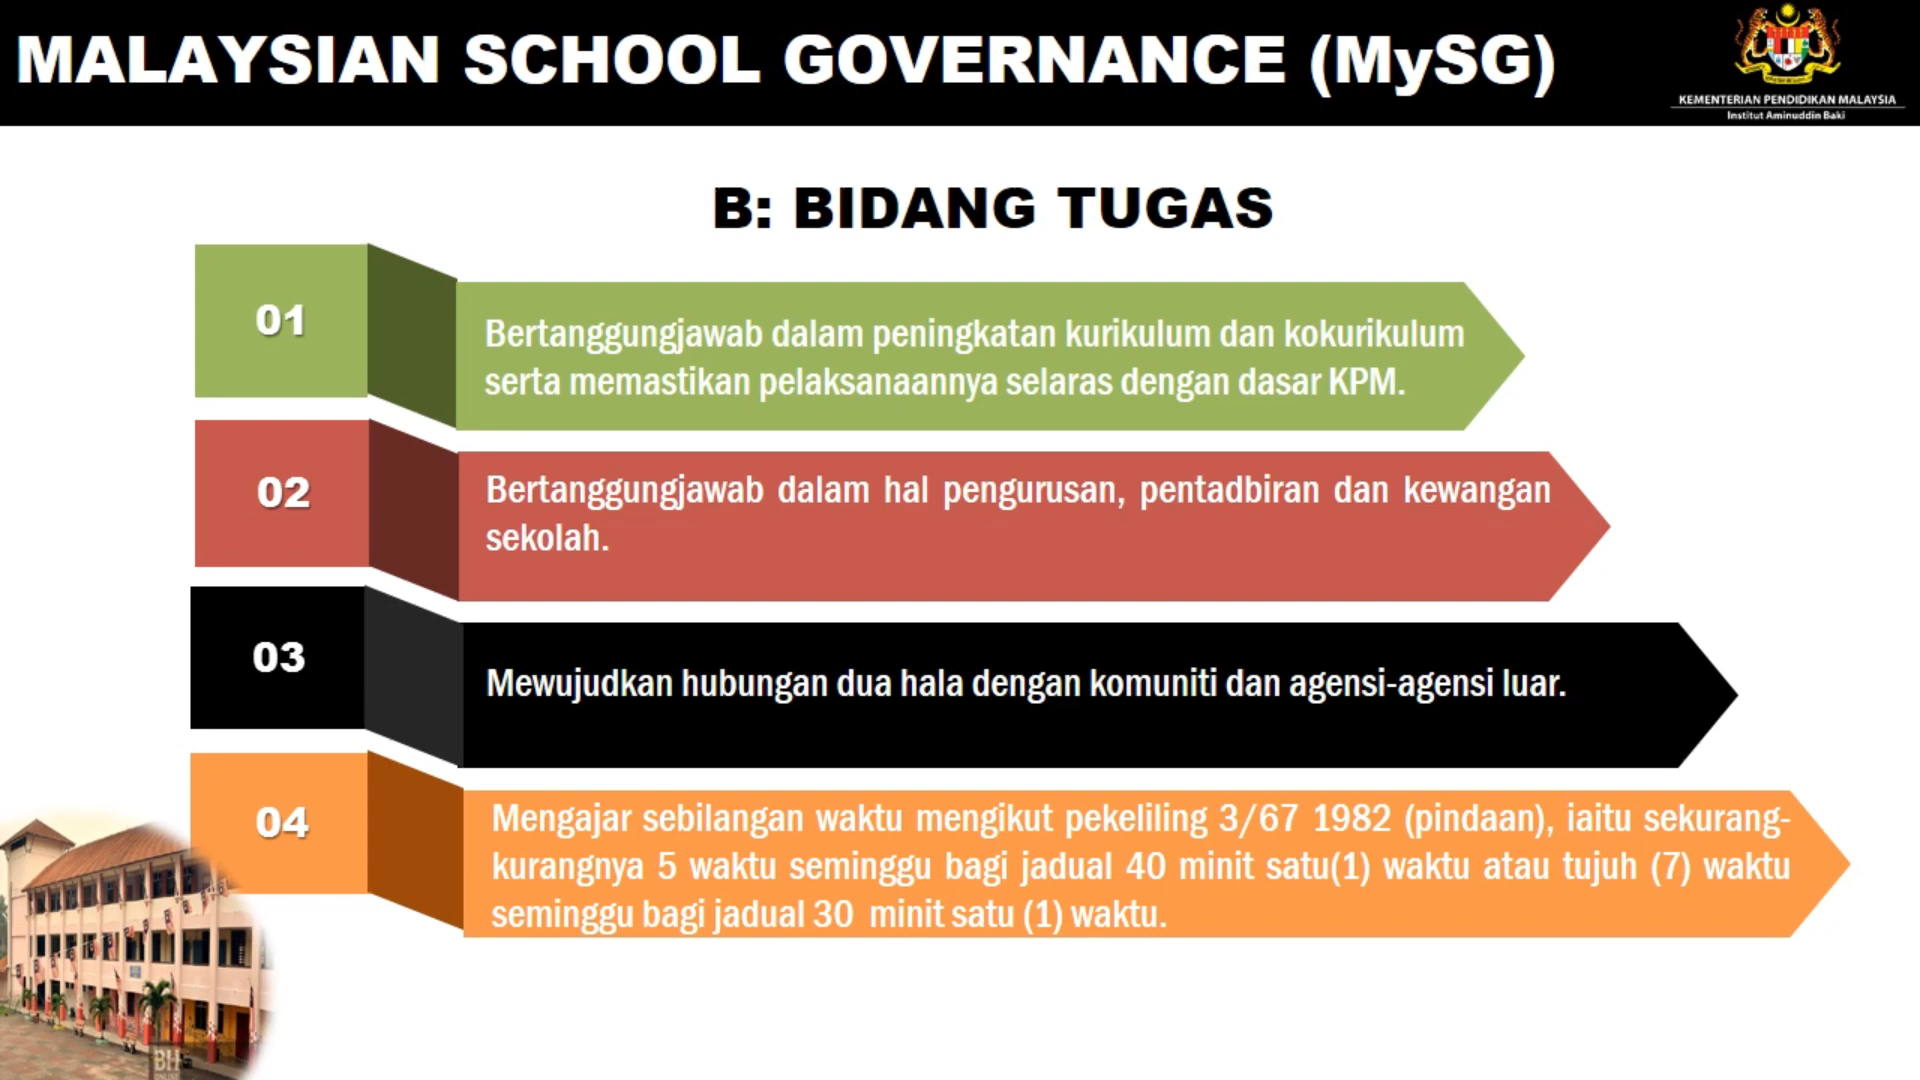 MALAYSIAN SCHOOL GOVERNANCE (MySG)
KEMENTERIAN PENDIDIKAN MALAYSIA
Institut Aminuddin Baki
B: BIDANG TUGAS
01
Bertanggungjawab dalam peningkatan kurikulum dan kokurikulum
serta memastikan pelaksanaannya selaras dengan dasar KPM.
02
Bertanggungjawab dalam hal pengurusan, pentadbiran dan kewangan
sekolah.
03
Mewujudkan hubungan dua hala dengan komuniti dan agensi-agensi luar.
04
Mengajar sebilangan waktu mengikut pekeliling 3/67 1982 (pindaan), iaitu sekurang-
kurangnya 5 waktu seminggu bagi jadual 40 minit satu(1) waktu atau tujuh (7) waktu
seminggu bagi jadual 30 minit satu (1) waktu.
BH